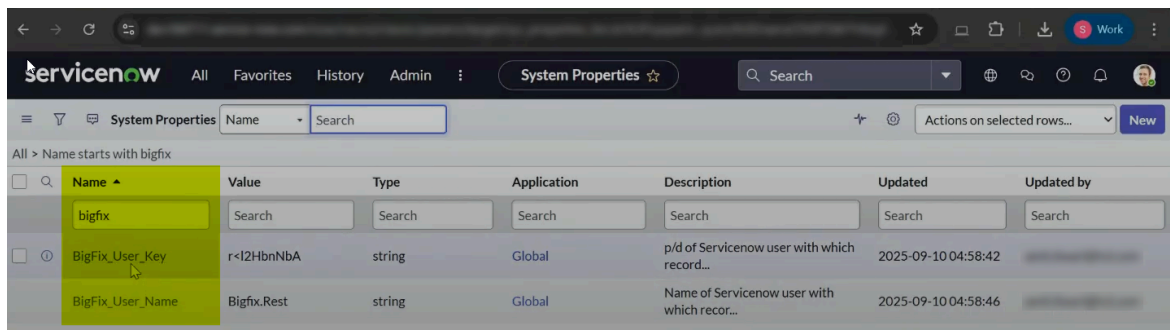 S Work
servicenow All Favorites History Admin System Properties Search
System Properties Name Search Actions on selected rows... New
All > Name starts with bigfix
Name Value Type Application Description Updated Updated by
bigfix Search Search Search Search Search Search
BigFix_User_Key r<I2HbnNbA string Global p/d of Servicenow user with which 2025-09-10 04:58:42
record...
BigFix_User_Name Bigfix.Rest string Global Name of Servicenow user with 2025-09-10 04:58:46
which recor...